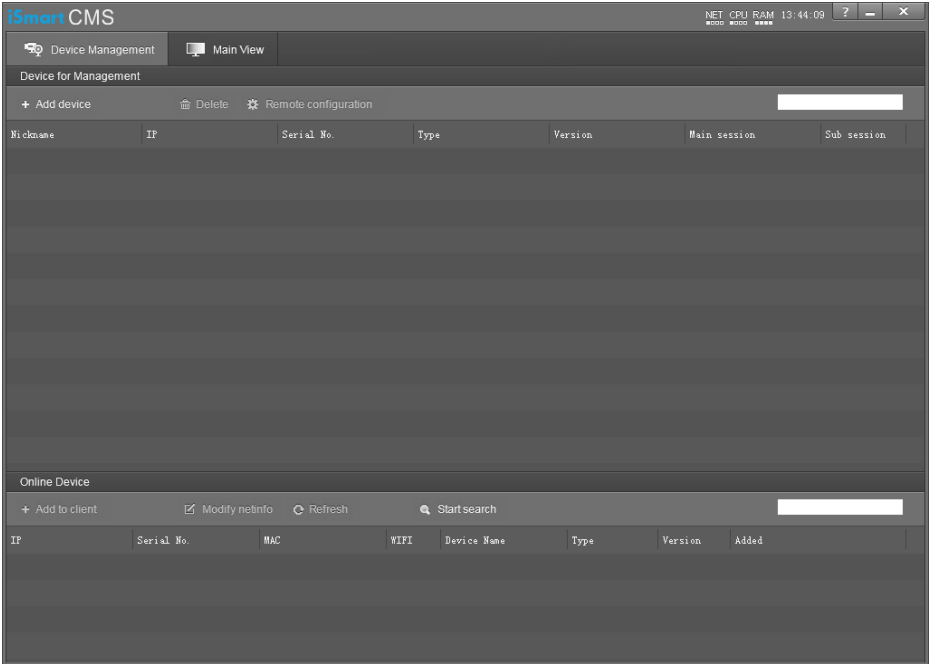 iSmart CMS NET CPU RAM 13:44:09 ?
Device Management Main View
Device for Management
+ Add device Delete Remote configuration
Nickname IP Serial No. Type Version Main session Sub session
Online Device
+ Add to client Modify netinfo Refresh Start search
IP Serial No. MAC WIFI Device Name Type Version Added